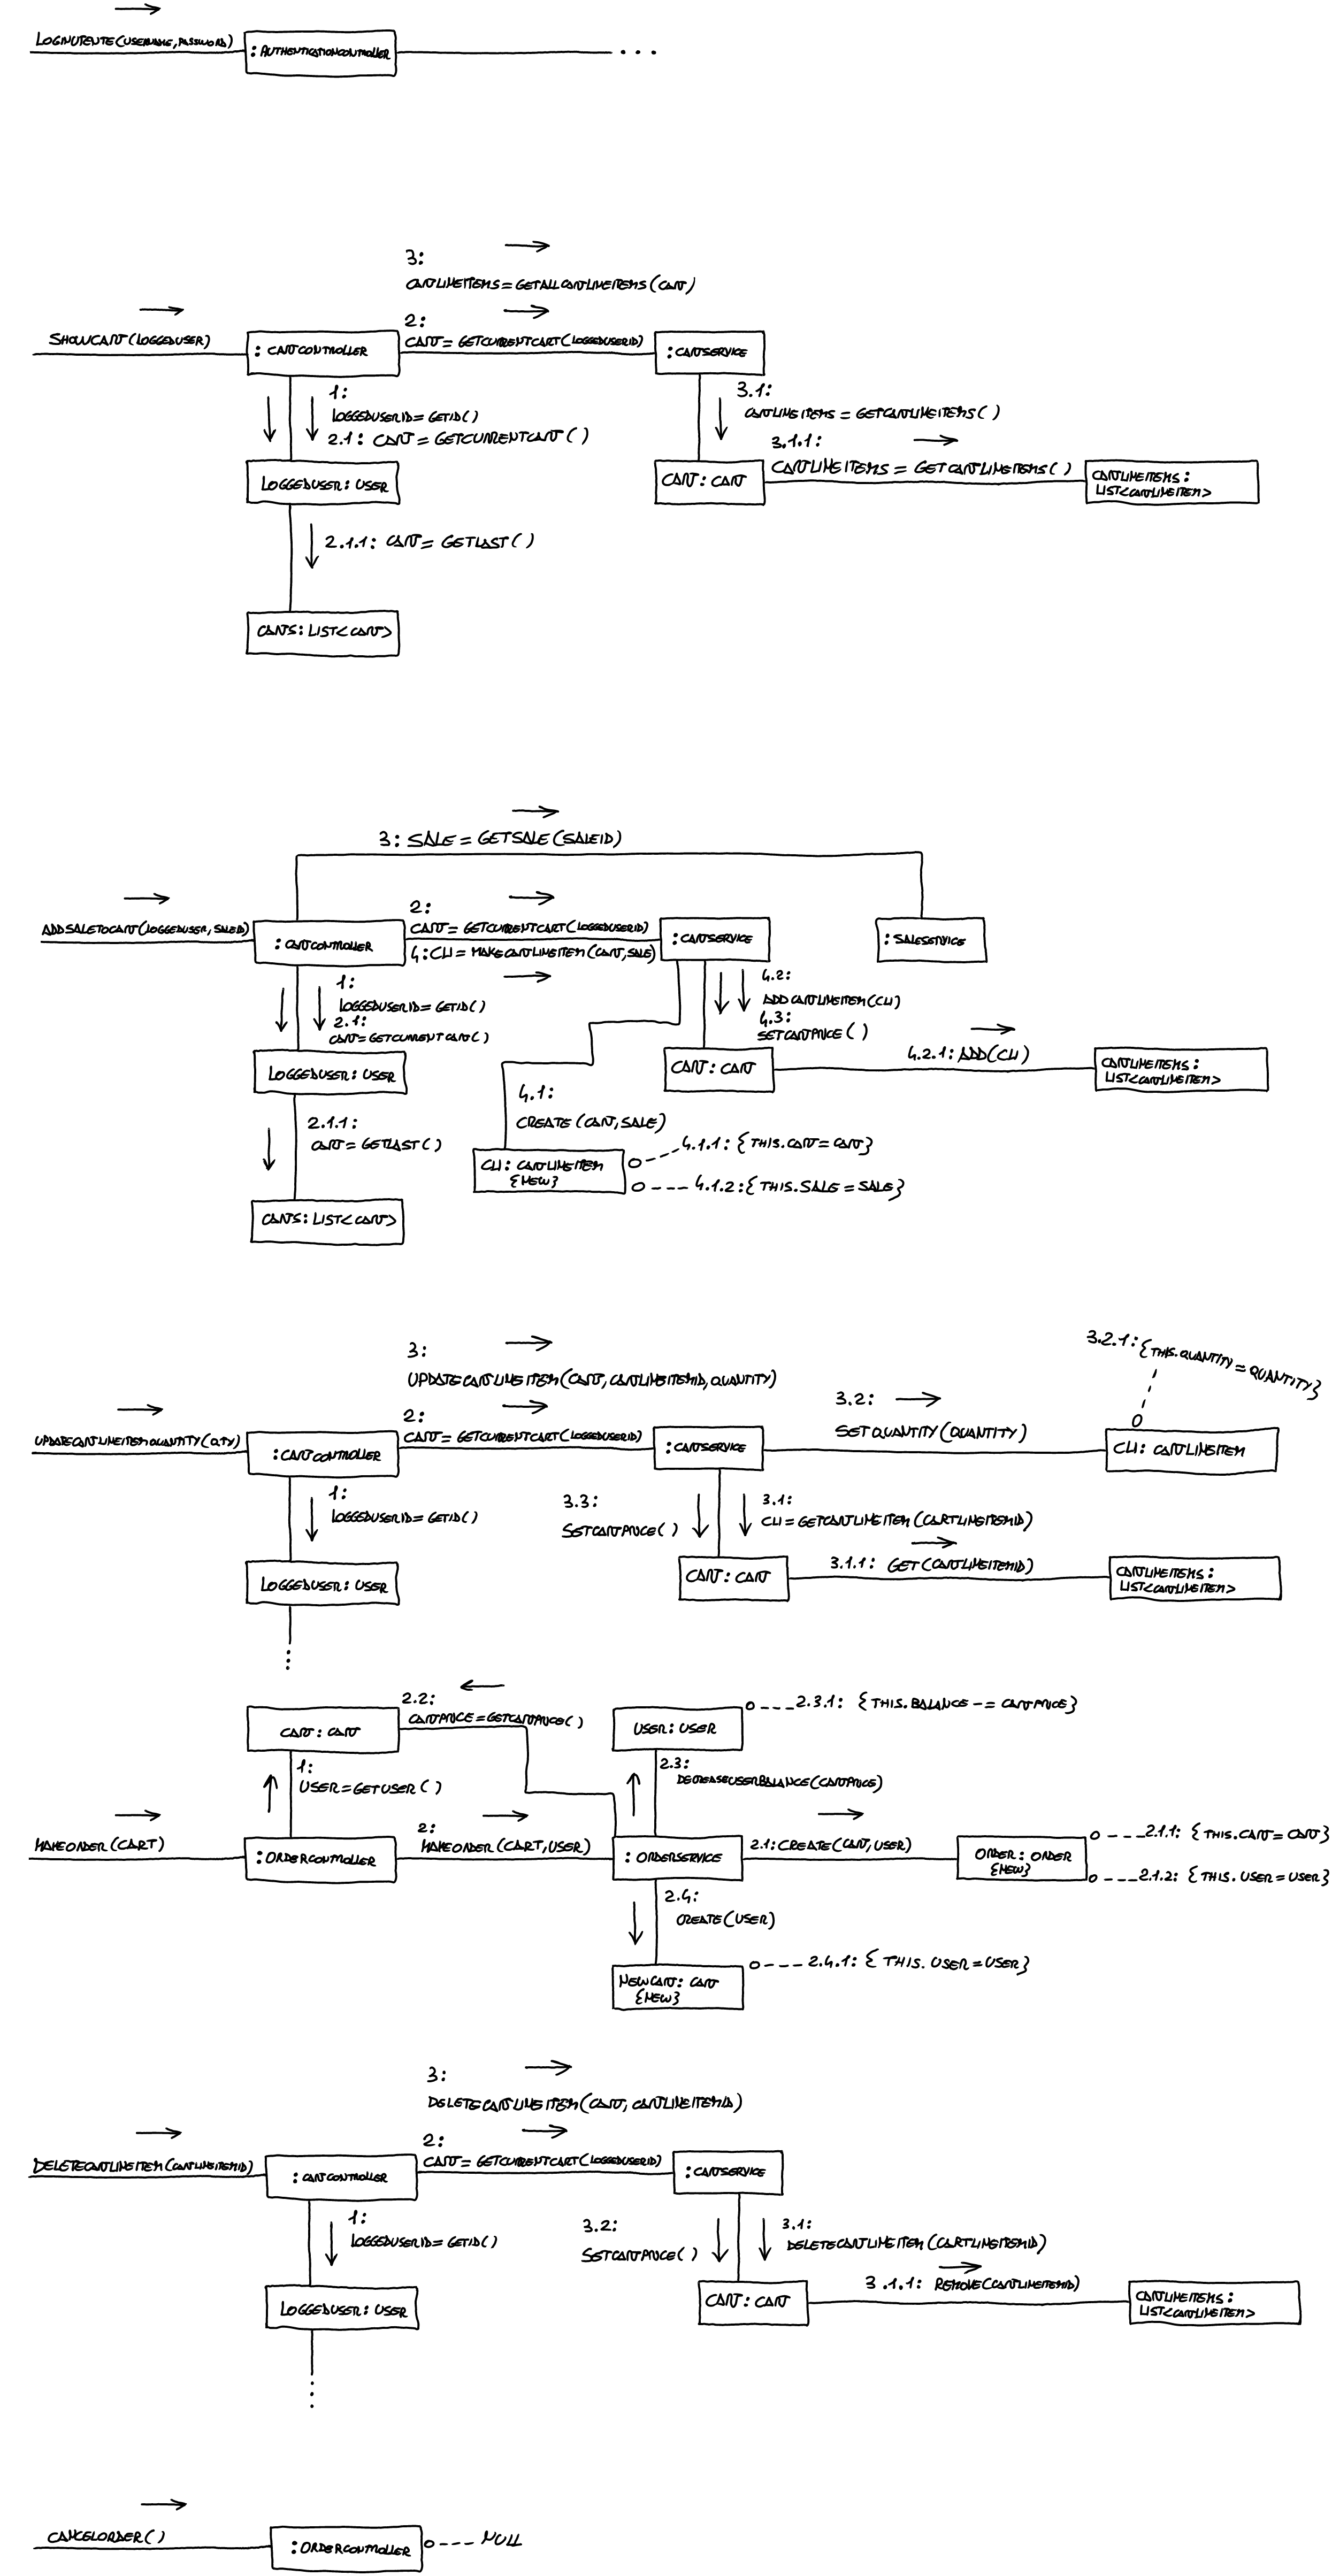 LOGINUTENTE(USERNAME, PASSWORD)
:AUTHENTICATIONCONTROLLER
...
3:
CARTLINEITEMS=GETALLCARTLINEITEMS(CART)
SHOWCART(LOGGEDUSER)
:CARTCONTROLLER
2:
CART=GETCURRENTCART(LOGGEDUSERID)
:CARTSERVICE
1:
LOGGEDUSERID=GETID()
2.1: CART=GETCURRENTCART()
3.1:
CARTLINEITEMS=GETCARTLINEITEMS()
LOGGEDUSER:USER
CART:CART
3.1.1:
CARTLINEITEMS=GETCARTLINEITEMS()
CARTLINEITEMS:
LIST<CARTLINEITEM>
2.1.1: CART=GETLAST()
CARTS:LIST<CART>
3: SALE=GETSALE(SALEID)
ADDSALETOCART(LOGGEDUSER, SALEID)
:CARTCONTROLLER
2:
CART=GETCURRENTCART(LOGGEDUSERID)
4:CLI=MAKECARTLINEITEM(CART,SALE)
:CARTSERVICE
:SALESERVICE
1:
LOGGEDUSERID=GETID()
2.1:
CART=GETCURRENTCART()
4.2:
ADDCARTLINEITEM(CLI)
4.3:
SETCARTPRICE()
LOGGEDUSER:USER
CART:CART
4.2.1: ADD(CLI)
CARTLINEITEMS:
LIST<CARTLINEITEM>
2.1.1:
CART=GETLAST()
4.1:
CREATE(CART,SALE)
CLI:CARTLINEITEM
{NEW}
4.1.1: {THIS.CART=CART}
4.1.2:{THIS.SALE=SALE}
CARTS:LIST<CART>
3:
UPDATECARTLINEITEM(CART,CARTLINEITEMID,QUANTITY)
3.2.1:{THIS.QUANTITY=QUANTITY}
UPDATECARTLINEITEMQUANTITY(QTY)
:CARTCONTROLLER
2:
CART=GETCURRENTCART(LOGGEDUSERID)
:CARTSERVICE
3.2:
SETQUANTITY(QUANTITY)
CLI:CARTLINEITEM
1:
LOGGEDUSERID=GETID()
3.3:
SETCARTPRICE()
3.1:
CLI=GETCARTLINEITEM(CARTLINEITEMID)
LOGGEDUSER:USER
CART:CART
3.1.1: GET(CARTLINEITEMID)
CARTLINEITEMS:
LIST<CARTLINEITEM>
...
CART:CART
2.2:
CARTPRICE=GETCARTPRICE()
USER:USER
2.3.1: {THIS.BALANCE-=CARTPRICE}
1:
USER=GETUSER()
2.3:
DECREASEUSERBALANCE(CARTPRICE)
MAKEORDER(CART)
:ORDERCONTROLLER
2:
MAKEORDER(CART,USER)
:ORDERSERVICE
2.1:CREATE(CART,USER)
ORDER:ORDER
{NEW}
2.1.1: {THIS.CART=CART}
2.1.2: {THIS.USER=USER}
2.4:
CREATE(USER)
NEWCART:CART
{NEW}
2.4.1: {THIS.USER=USER}
3:
DELETECARTLINEITEM(CART,CARTLINEITEMID)
DELETECARTLINEITEM(CARTLINEITEMID)
:CARTCONTROLLER
2:
CART=GETCURRENTCART(LOGGEDUSERID)
:CARTSERVICE
1:
LOGGEDUSERID=GETID()
3.2:
SETCARTPRICE()
3.1:
DELETECARTLINEITEM(CARTLINEITEMID)
LOGGEDUSER:USER
CART:CART
3.1.1: REMOVE(CARTLINEITEMID)
CARTLINEITEMS:
LIST<CARTLINEITEM>
....
CANCELORDER()
:ORDERCONTROLLER
NULL